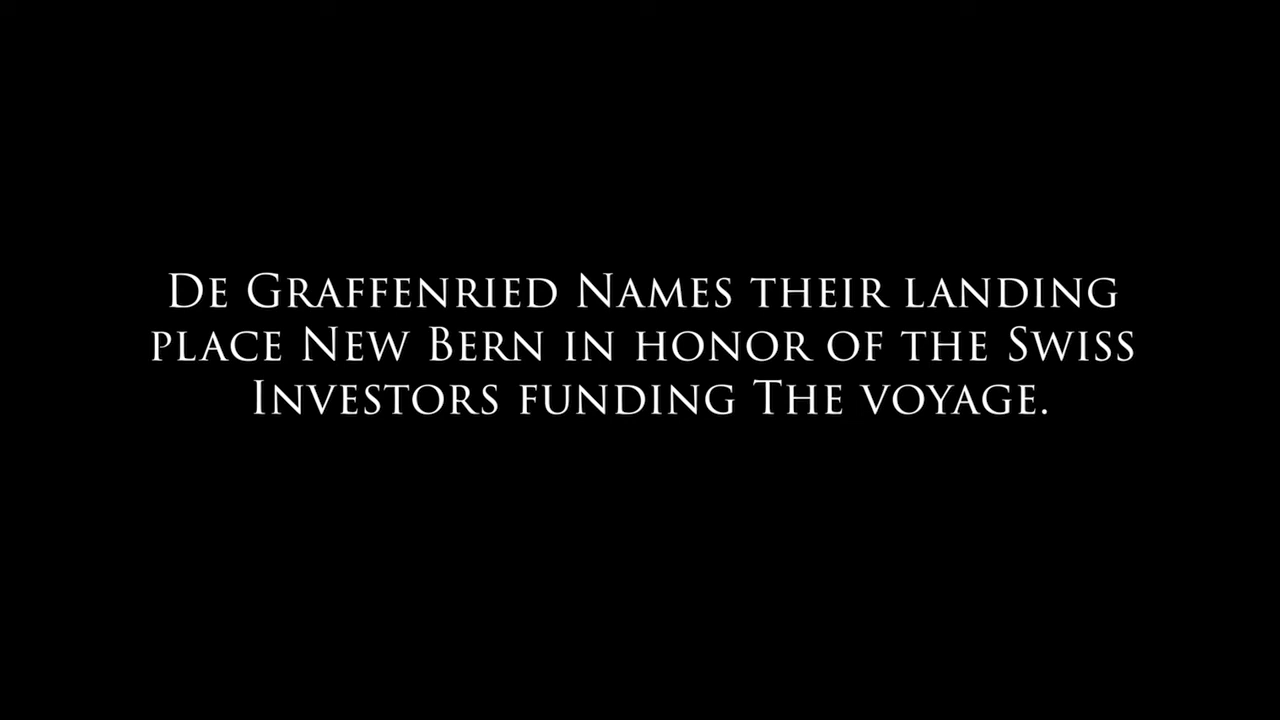 De Graffenried Names their landing
place New Bern in honor of the Swiss
Investors funding The voyage.